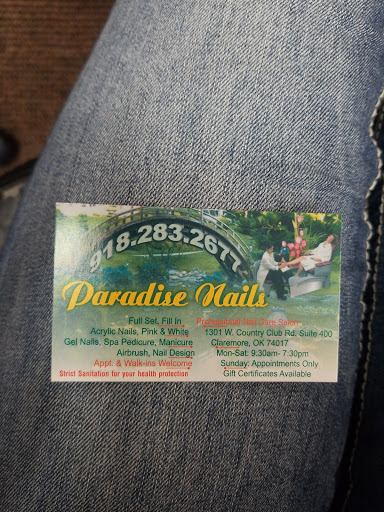 918.283.267
Paradise Nails
Full Set, Fill In
Acrylic Nails, Pink & White
Gel Nails, Spa Pedicure, Manicure
Airbrush, Nail Design
Appt. & Walk-ins Welcome
Strict Sanitation for your health protection
Professional Nail Care Salon
1301 W. Country Club Rd. Suite 400
Claremore, OK 74017
Mon-Sat: 9:30am- 7:30pm
Sunday: Appointments Only
Gift Certificates Available